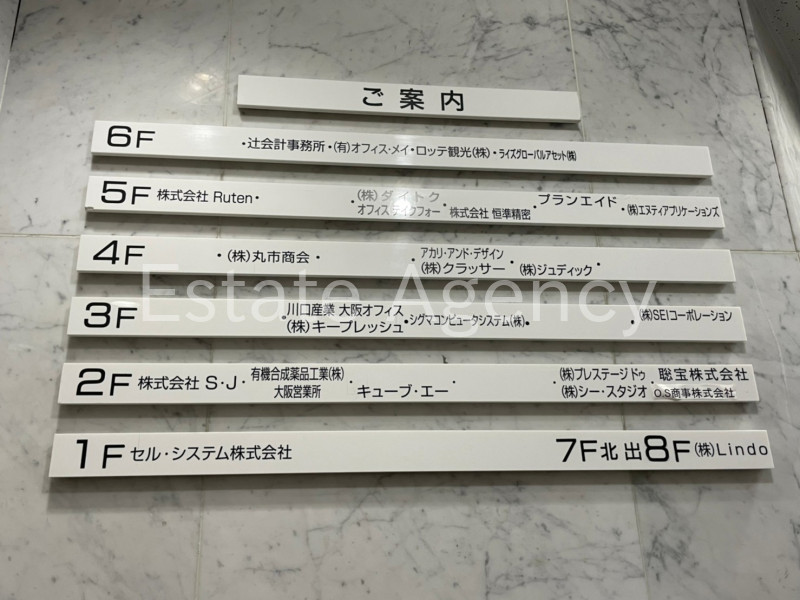 ご案内
6F ・辻会計事務所・(有)オフィス・メイ・ロッテ観光(株)・ライズグローバルアセット(株)
5F 株式会社 Ruten・ (株)ダイトク オフィス テイクフォー ・ 株式会社 恒準精密 ・ プランエイド ・(株)エヌティアプリケーションズ
4F ・(株)丸市商会・ ・ アカリ・アンド・デザイン (株)クラッサー ・(株)ジュディック・
3F ・川口産業 大阪オフィス (株)キープレッシュ・シグマコンピュータシステム(株)・ ・(株)SEIコーポレーション
2F 株式会社 S・J・有機合成薬品工業(株) 大阪営業所 ・キューブ・エー・ ・(株)プレステージドゥ (株)シー・スタジオ ・聡宝株式会社 O.S商事株式会社
1F セル・システム株式会社 7F 北出 8F (株)Lindo
Estate Agency